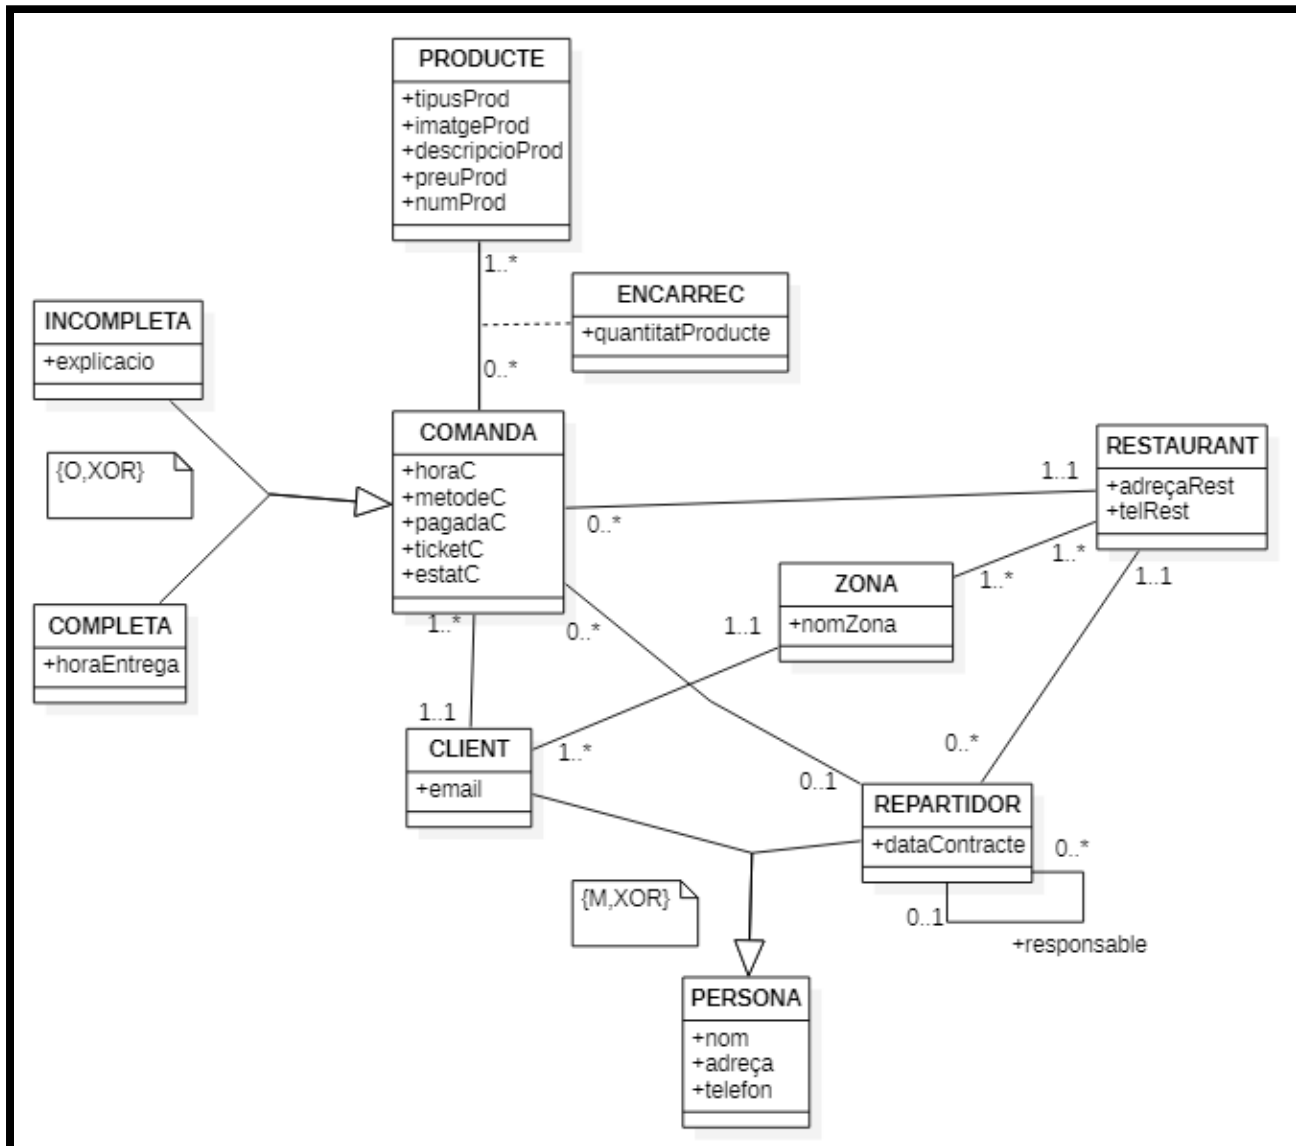 PRODUCTE
+tipusProd
+imatgeProd
+descripcioProd
+preuProd
+numProd
1..*
ENCARREC
+quantitatProducte
0..*
INCOMPLETA
+explicacio
{O,XOR}
COMPLETA
+horaEntrega
COMANDA
+horaC
+metodeC
+pagadaC
+ticketC
+estatC
1..1
0..*
RESTAURANT
+adreçaRest
+telRest
1..*
1..*
1..1
ZONA
+nomZona
1..*
0..*
1..1
1..1
1..*
CLIENT
+email
0..*
0..1
REPARTIDOR
+dataContracte
0..*
0..1
+responsable
{M,XOR}
PERSONA
+nom
+adreça
+telefon